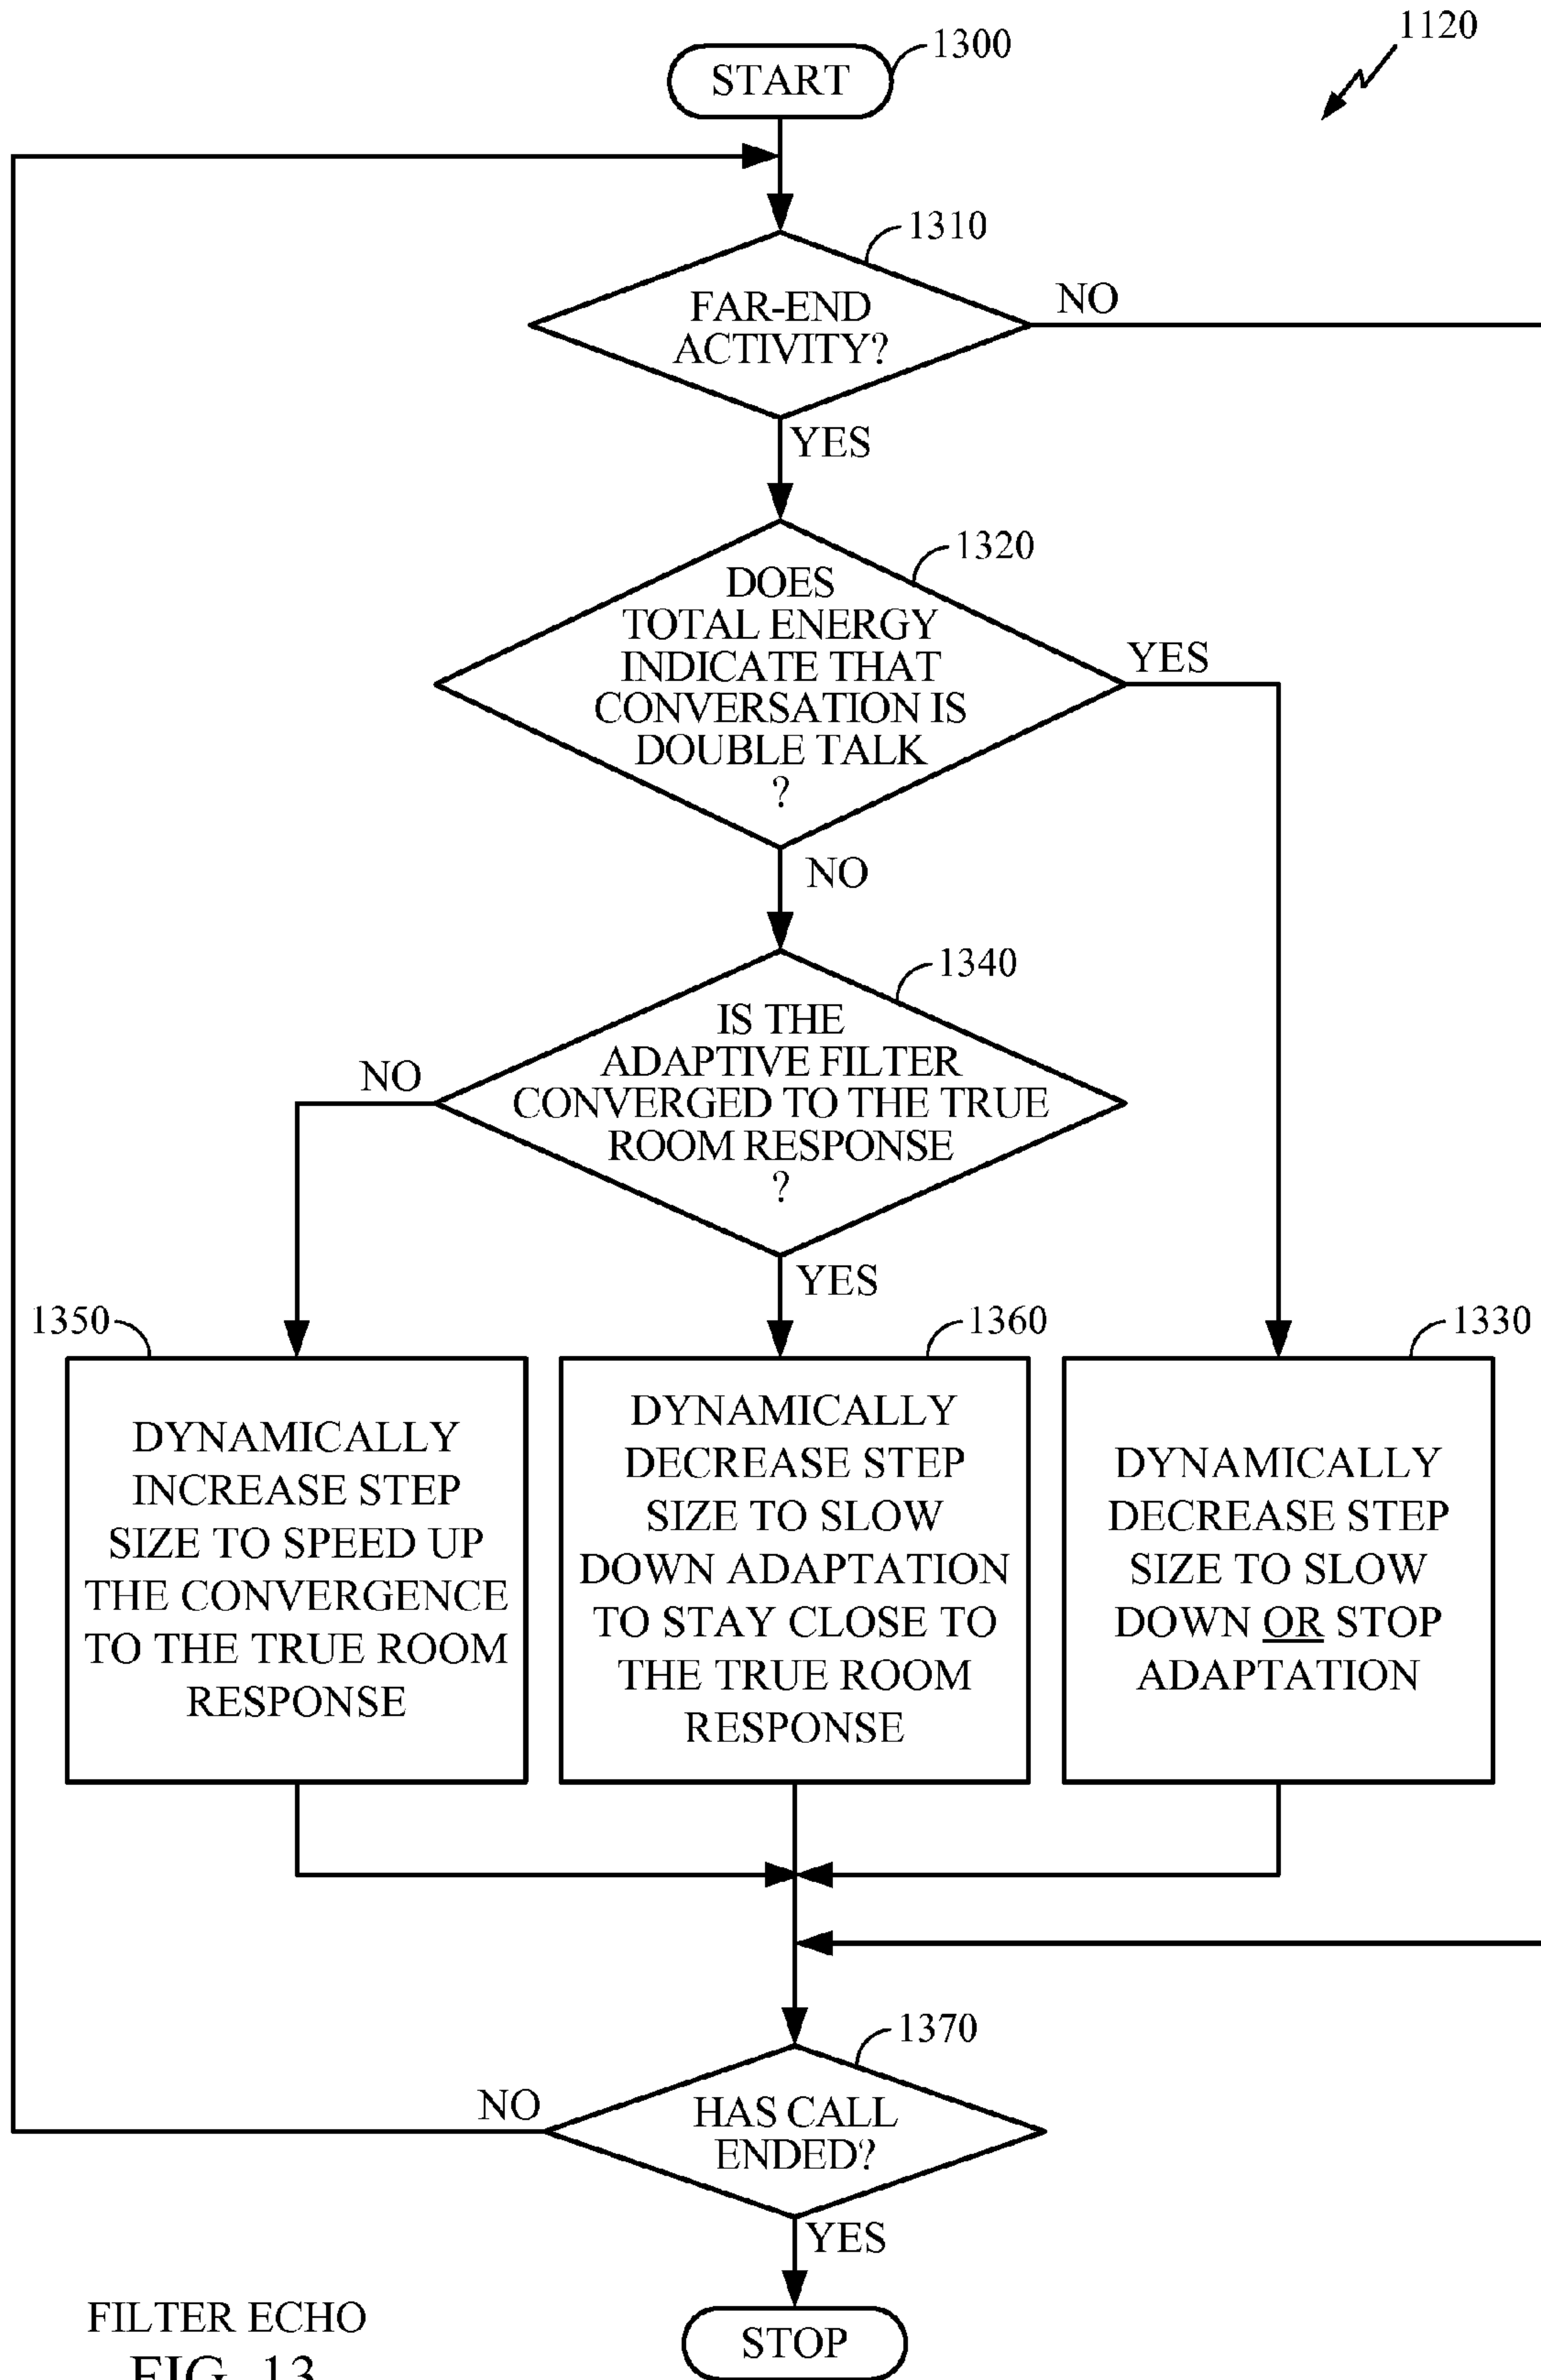 1120
1300
START
1310
FAR-END
ACTIVITY?
NO
YES
1320
DOES
TOTAL ENERGY
INDICATE THAT
CONVERSATION IS
DOUBLE TALK
?
YES
NO
1340
IS THE
ADAPTIVE FILTER
CONVERGED TO THE TRUE
ROOM RESPONSE
?
NO
YES
1350
DYNAMICALLY
INCREASE STEP
SIZE TO SPEED UP
THE CONVERGENCE
TO THE TRUE ROOM
RESPONSE
1360
DYNAMICALLY
DECREASE STEP
SIZE TO SLOW
DOWN ADAPTATION
TO STAY CLOSE TO
THE TRUE ROOM
RESPONSE
1330
DYNAMICALLY
DECREASE STEP
SIZE TO SLOW
DOWN OR STOP
ADAPTATION
1370
HAS CALL
ENDED?
NO
YES
STOP
FILTER ECHO
FIG. 13